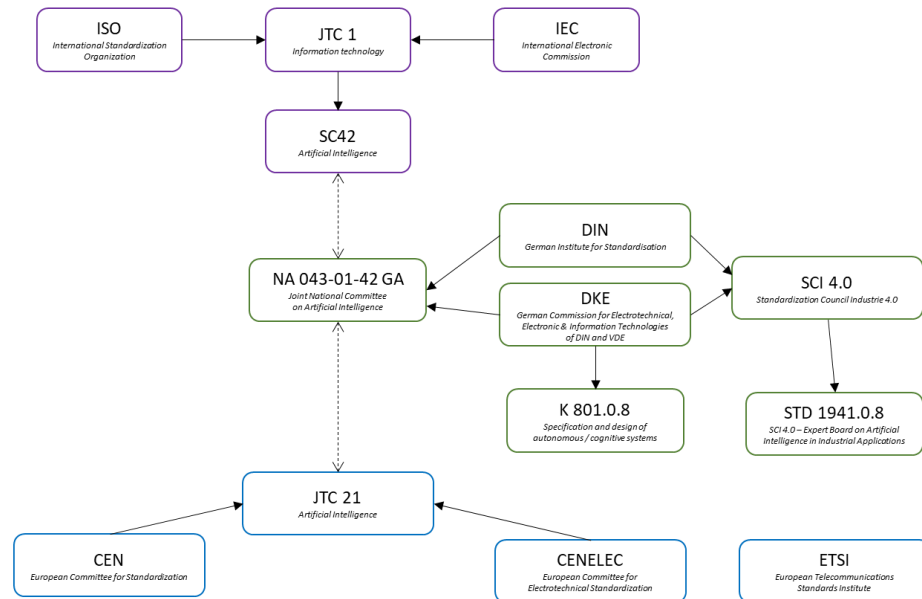 ISO
International Standardization
Organization
JTC 1
Information technology
IEC
International Electronic
Commission
SC42
Artificial Intelligence
DIN
German Institute for Standardisation
NA 043-01-42 GA
Joint National Committee
on Artificial Intelligence
DKE
German Commission for Electrotechnical,
Electronic & Information Technologies
of DIN and VDE
SCI 4.0
Standardization Council Industrie 4.0
K 801.0.8
Specification and design of
autonomous / cognitive systems
STD 1941.0.8
SCI 4.0 – Expert Board on Artificial
Intelligence in Industrial Applications
JTC 21
Artificial Intelligence
CEN
European Committee for Standardization
CENELEC
European Committee for
Electrotechnical Standardization
ETSI
European Telecommunications
Standards Institute